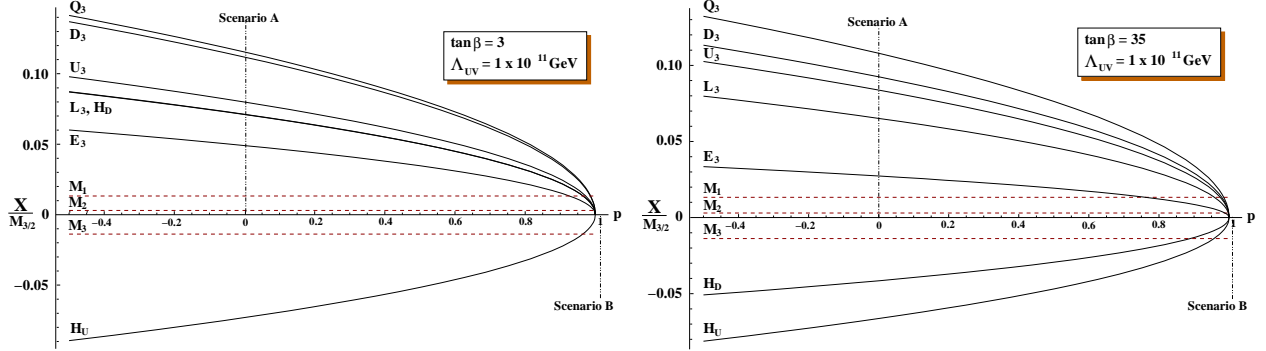 Q3
D3
U3
L3, HD
E3
M1
M2
M3
HU
Scenario A
tan β = 3
ΛUV = 1 x 10 11 GeV
0.10
0.05
0
−0.05
X
M3/2
−0.4
−0.2
0
0.2
0.4
0.6
0.8
1
p
Scenario B
Q3
D3
U3
L3
E3
M1
M2
M3
HD
HU
Scenario A
tan β = 35
ΛUV = 1 x 10 11 GeV
0.10
0.05
0
−0.05
X
M3/2
−0.4
−0.2
0
0.2
0.4
0.6
0.8
1
p
Scenario B